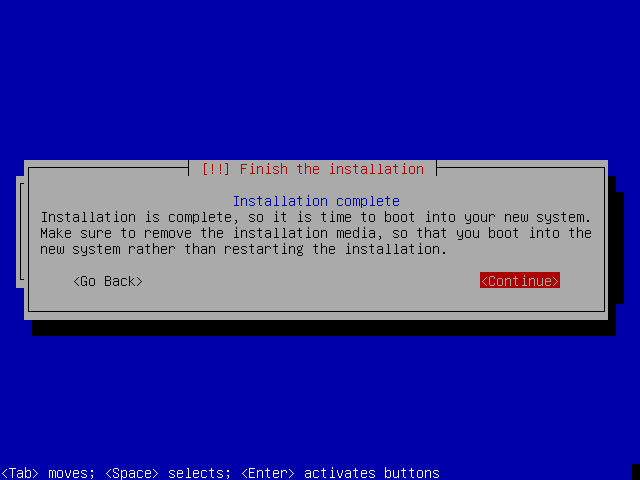 [!!] Finish the installation
Installation complete
Installation is complete, so it is time to boot into your new system.
Make sure to remove the installation media, so that you boot into the
new system rather than restarting the installation.
<Go Back> <Continue>
<Tab> moves; <Space> selects; <Enter> activates buttons